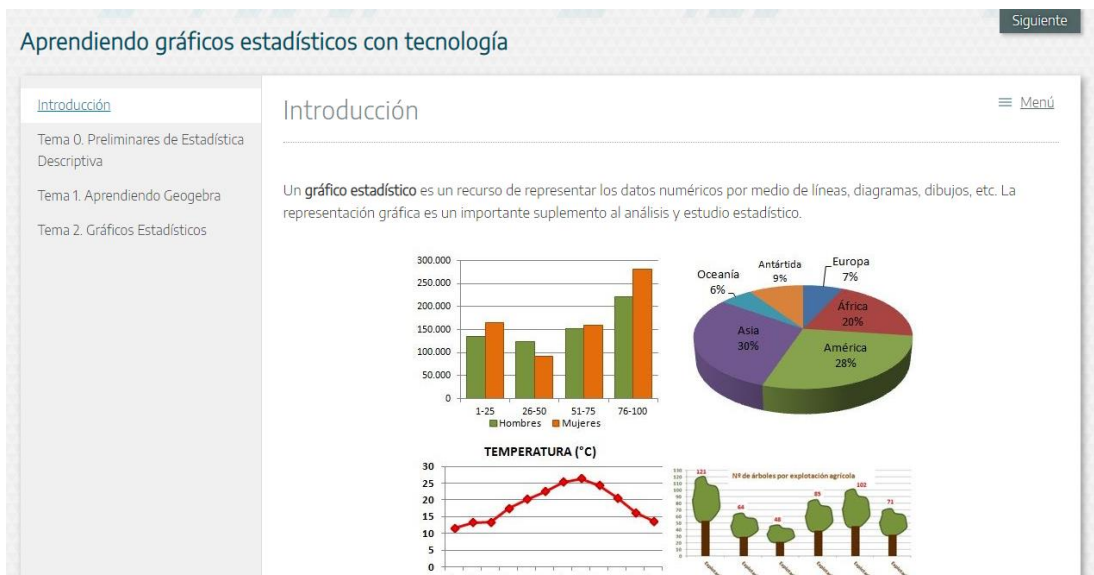 Siguiente
Aprendiendo gráficos estadísticos con tecnología
Introducción
Tema 0. Preliminares de Estadística
Descriptiva
Tema 1. Aprendiendo Geogebra
Tema 2. Gráficos Estadísticos
Introducción
Menú
Un gráfico estadístico es un recurso de representar los datos numéricos por medio de líneas, diagramas, dibujos, etc. La
representación gráfica es un importante suplemento al análisis y estudio estadístico.
300.000
250.000
200.000
150.000
100.000
50.000
0
1-25 26-50 51-75 76-100
Hombres Mujeres
Oceanía
6%
Antártida
9%
Europa
7%
África
20%
Asia
30%
América
28%
TEMPERATURA (°C)
30
25
20
15
10
5
0
Nº de árboles por explotación agrícola
121
64
48
85
102
71